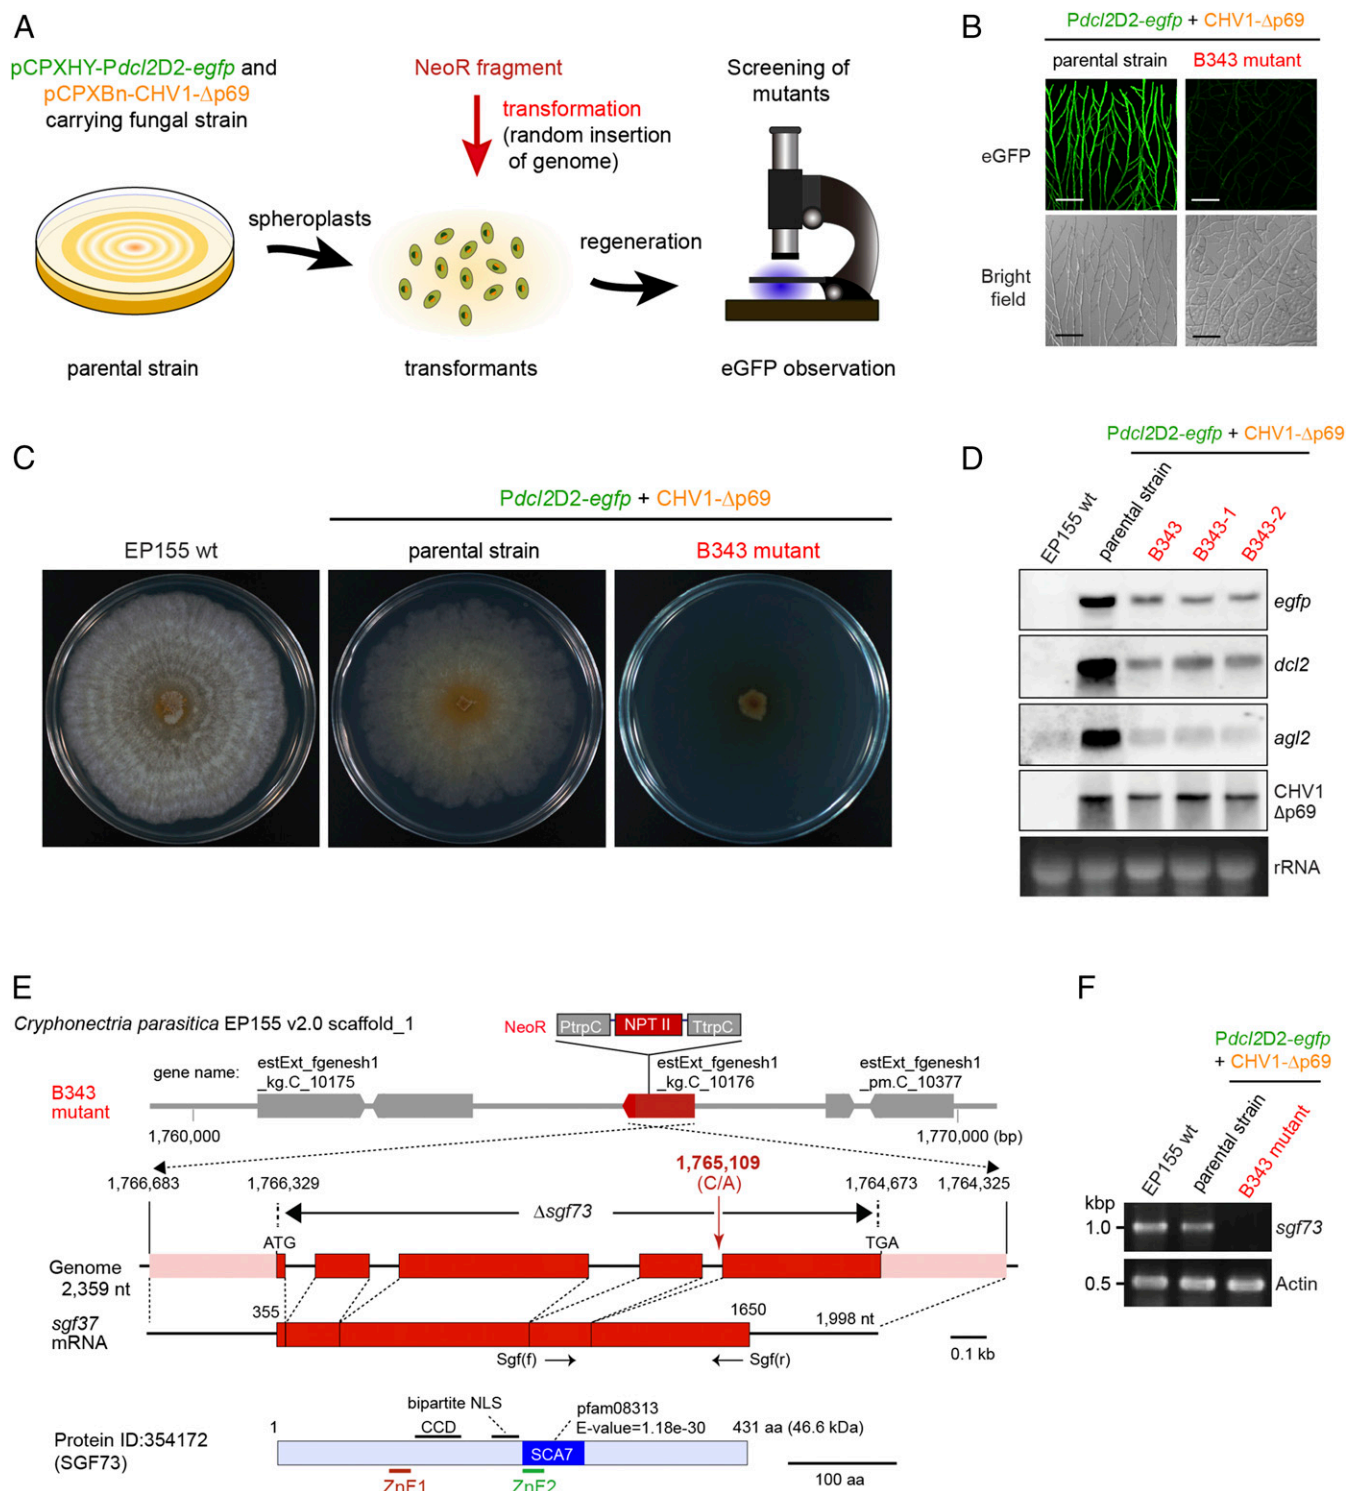 A
pCPXHY-Pdcl2D2-egfp and
pCPXBn-CHV1-Δp69
carrying fungal strain
NeoR fragment
transformation
(random insertion
of genome)
Screening of
mutants
spheroplasts
regeneration
parental strain
transformants
eGFP observation
B
Pdcl2D2-egfp + CHV1-Δp69
parental strain
B343 mutant
eGFP
Bright
field
C
Pdcl2D2-egfp + CHV1-Δp69
EP155 wt
parental strain
B343 mutant
D
Pdcl2D2-egfp + CHV1-Δp69
EP155 wt
parental strain
B343
B343-1
B343-2
egfp
dcl2
agl2
CHV1
Δp69
rRNA
E
Cryphonectria parasitica EP155 v2.0 scaffold_1
NeoR
PtrpC
NPT II
TtrpC
gene name:
estExt_fgenesh1
_kg.C_10175
estExt_fgenesh1
_kg.C_10176
estExt_fgenesh1
_pm.C_10377
B343
mutant
1,760,000
1,770,000 (bp)
1,766,683
1,766,329
1,765,109
(C/A)
1,764,673
1,764,325
Δsgf73
ATG
TGA
Genome
2,359 nt
355
1650
1,998 nt
sgf37
mRNA
Sgf(f)
Sgf(r)
0.1 kb
Protein ID:354172
(SGF73)
1
CCD
bipartite NLS
pfam08313
E-value=1.18e-30
431 aa (46.6 kDa)
SCA7
ZnF1
ZnF2
100 aa
F
Pdcl2D2-egfp
+ CHV1-Δp69
EP155 wt
parental strain
B343 mutant
kbp
1.0
sgf73
0.5
Actin